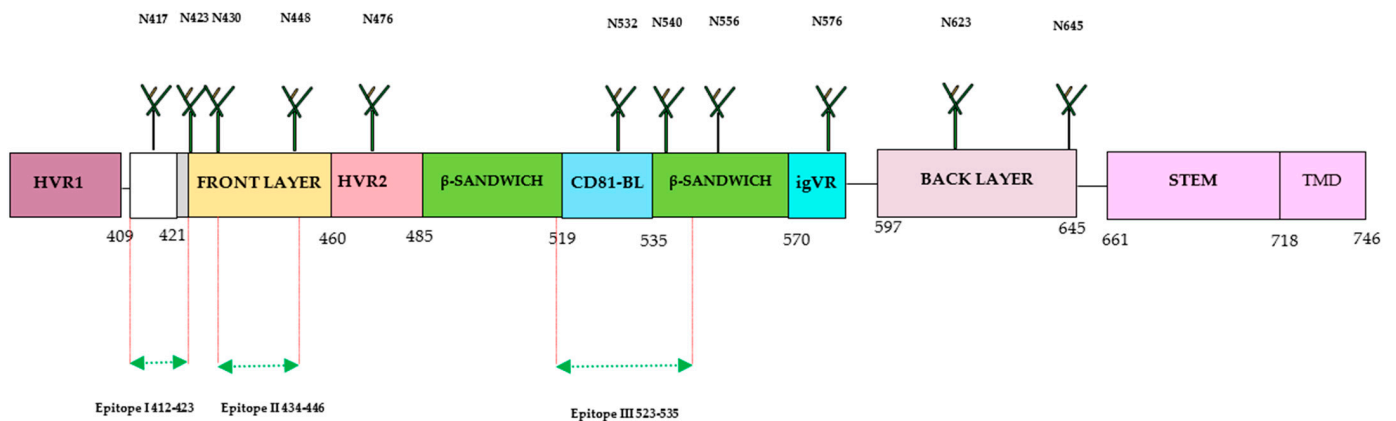 N417 N423 N430 N448 N476 N532 N540 N556 N576 N623 N645
HVR1 FRONT LAYER HVR2 β-SANDWICH CD81-BL β-SANDWICH igVR BACK LAYER STEM TMD
409 421 460 485 519 535 570 597 645 661 718 746
Epitope I 412-423 Epitope II 434-446 Epitope III 523-535